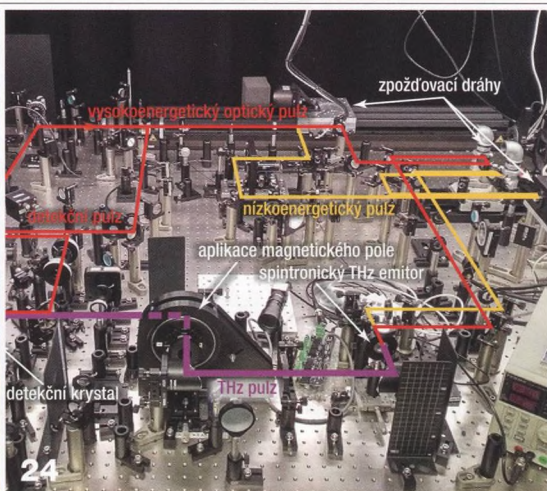 zpožďovací dráhy
vysokoenergetický optický pulz
nízkoenergetický pulz
detekční pulz
aplikace magnetického pole
spintronický THz emitor
THz pulz
detekční krystal
24